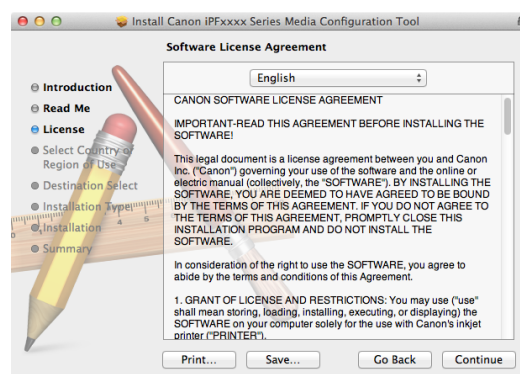 Install Canon iPFxxxx Series Media Configuration Tool
Software License Agreement
Introduction
Read Me
License
Select Country or
Region of Use
Destination Select
Installation Type
Installation
Summary
English
CANON SOFTWARE LICENSE AGREEMENT
IMPORTANT-READ THIS AGREEMENT BEFORE INSTALLING THE
SOFTWARE!
This legal document is a license agreement between you and Canon
Inc. ("Canon") governing your use of the software and the online or
electric manual (collectively, the "SOFTWARE"). BY INSTALLING THE
SOFTWARE, YOU ARE DEEMED TO HAVE AGREED TO BE BOUND
BY THE TERMS OF THIS AGREEMENT. IF YOU DO NOT AGREE TO
THE TERMS OF THIS AGREEMENT, PROMPTLY CLOSE THIS
INSTALLATION PROGRAM AND DO NOT INSTALL THE
SOFTWARE.
In consideration of the right to use the SOFTWARE, you agree to
abide by the terms and conditions of this Agreement.
1. GRANT OF LICENSE AND RESTRICTIONS: You may use ("use"
shall mean storing, loading, installing, executing, or displaying) the
SOFTWARE on your computer solely for the use with Canon's inkjet
printer ("PRINTER").
4 5
Print...
Save...
Go Back
Continue